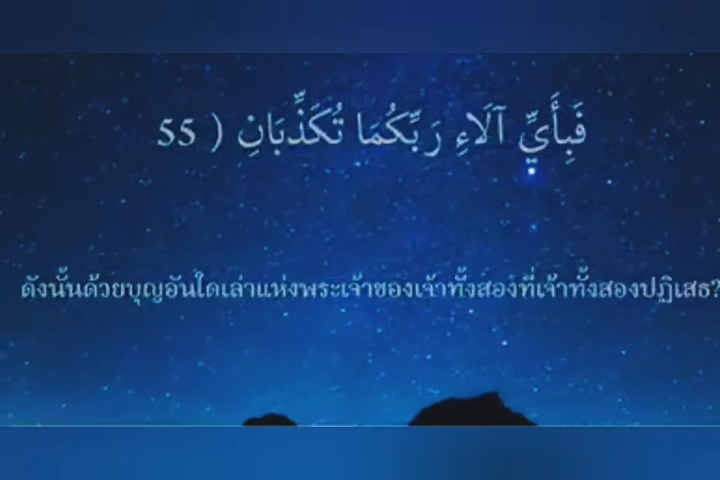 فَبِأَيِّ آلَاءِ رَبِّكُمَا تُكَذِّبَانِ ( 55
ดังนั้นด้วยบุญอันใดเล่าแห่งพระเจ้าของเจ้าทั้งสองที่เจ้าทั้งสองปฏิเสธ?